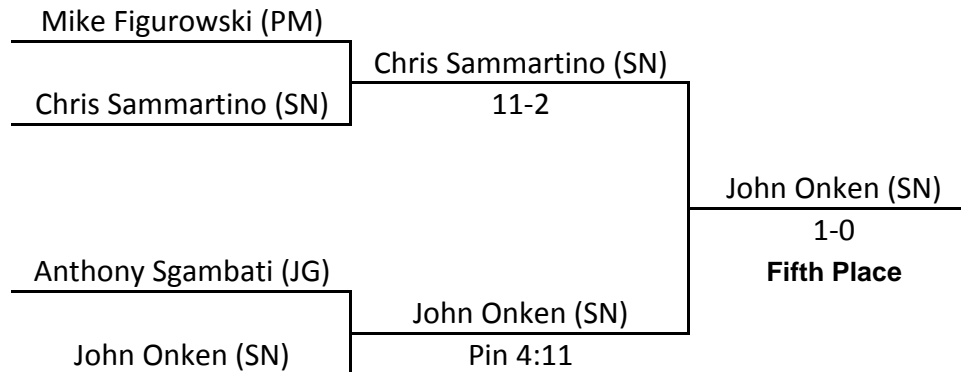 Mike Figurowski (PM)
Chris Sammartino (SN)
Chris Sammartino (SN)
11-2
John Onken (SN)
1-0
Fifth Place
Anthony Sgambati (JG)
John Onken (SN)
John Onken (SN)
Pin 4:11